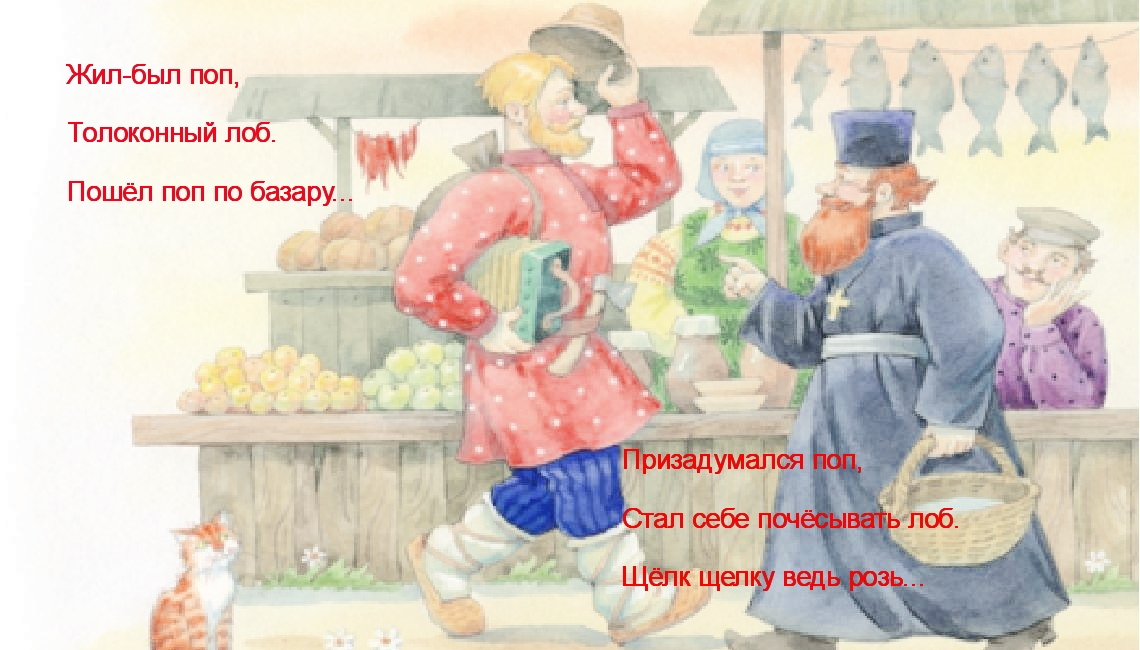 Жил-был поп,
Толоконный лоб.
Пошёл поп по базару...
Призадумался поп,
Стал себе почёсывать лоб.
Щёлк щелку ведь розь...